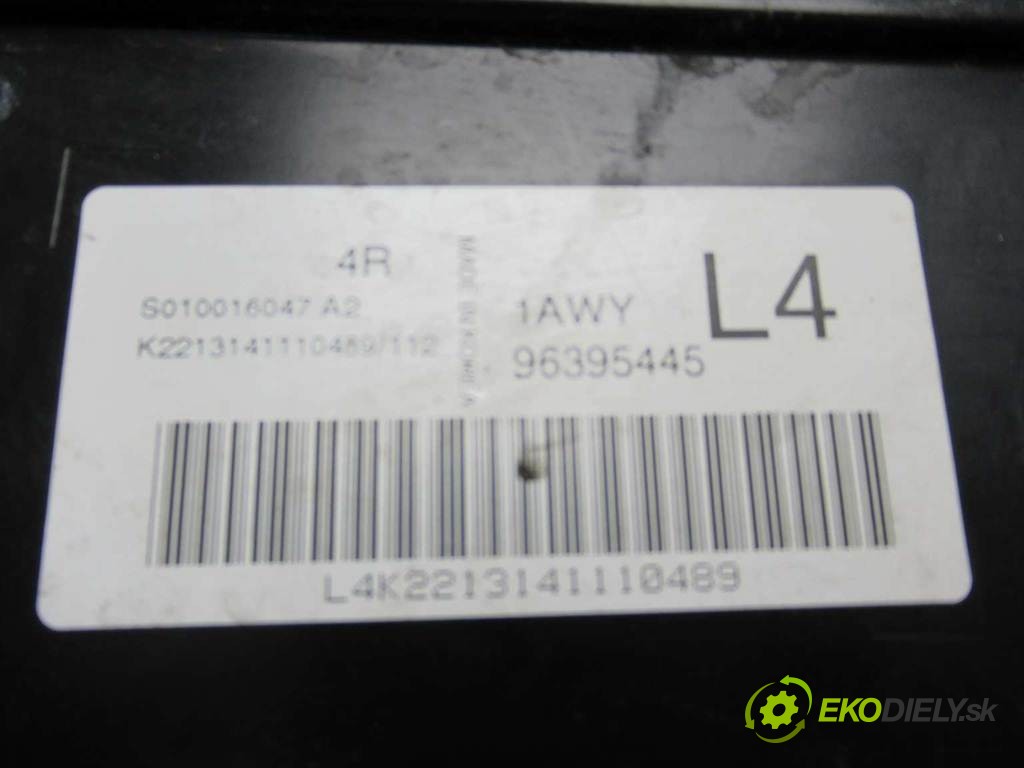 4R
S010016047 A2
K2213141110489/112
MADE IN KOREA
1AWY
96395445
L4
L4K2213141110489
EKODIELY.sk